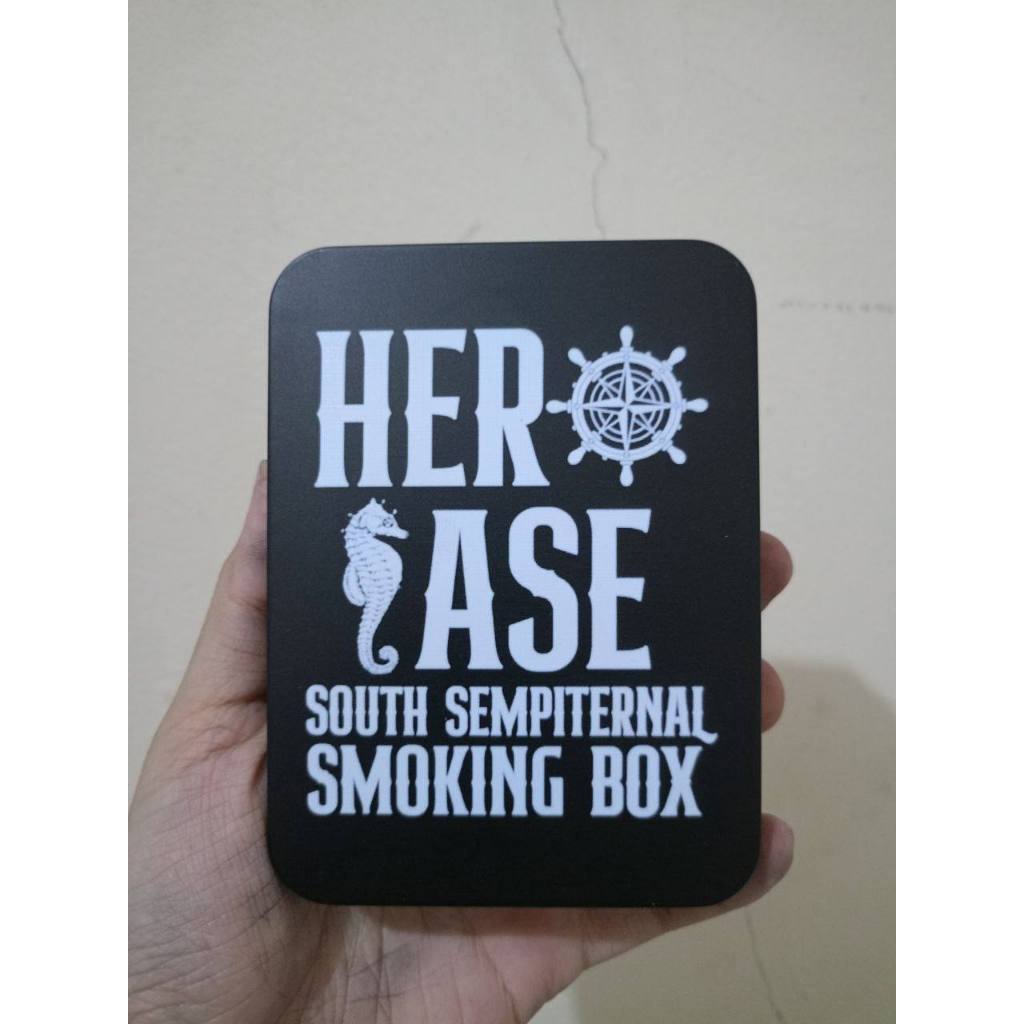 HER
ASE
SOUTH SEMPITERNAL
SMOKING BOX